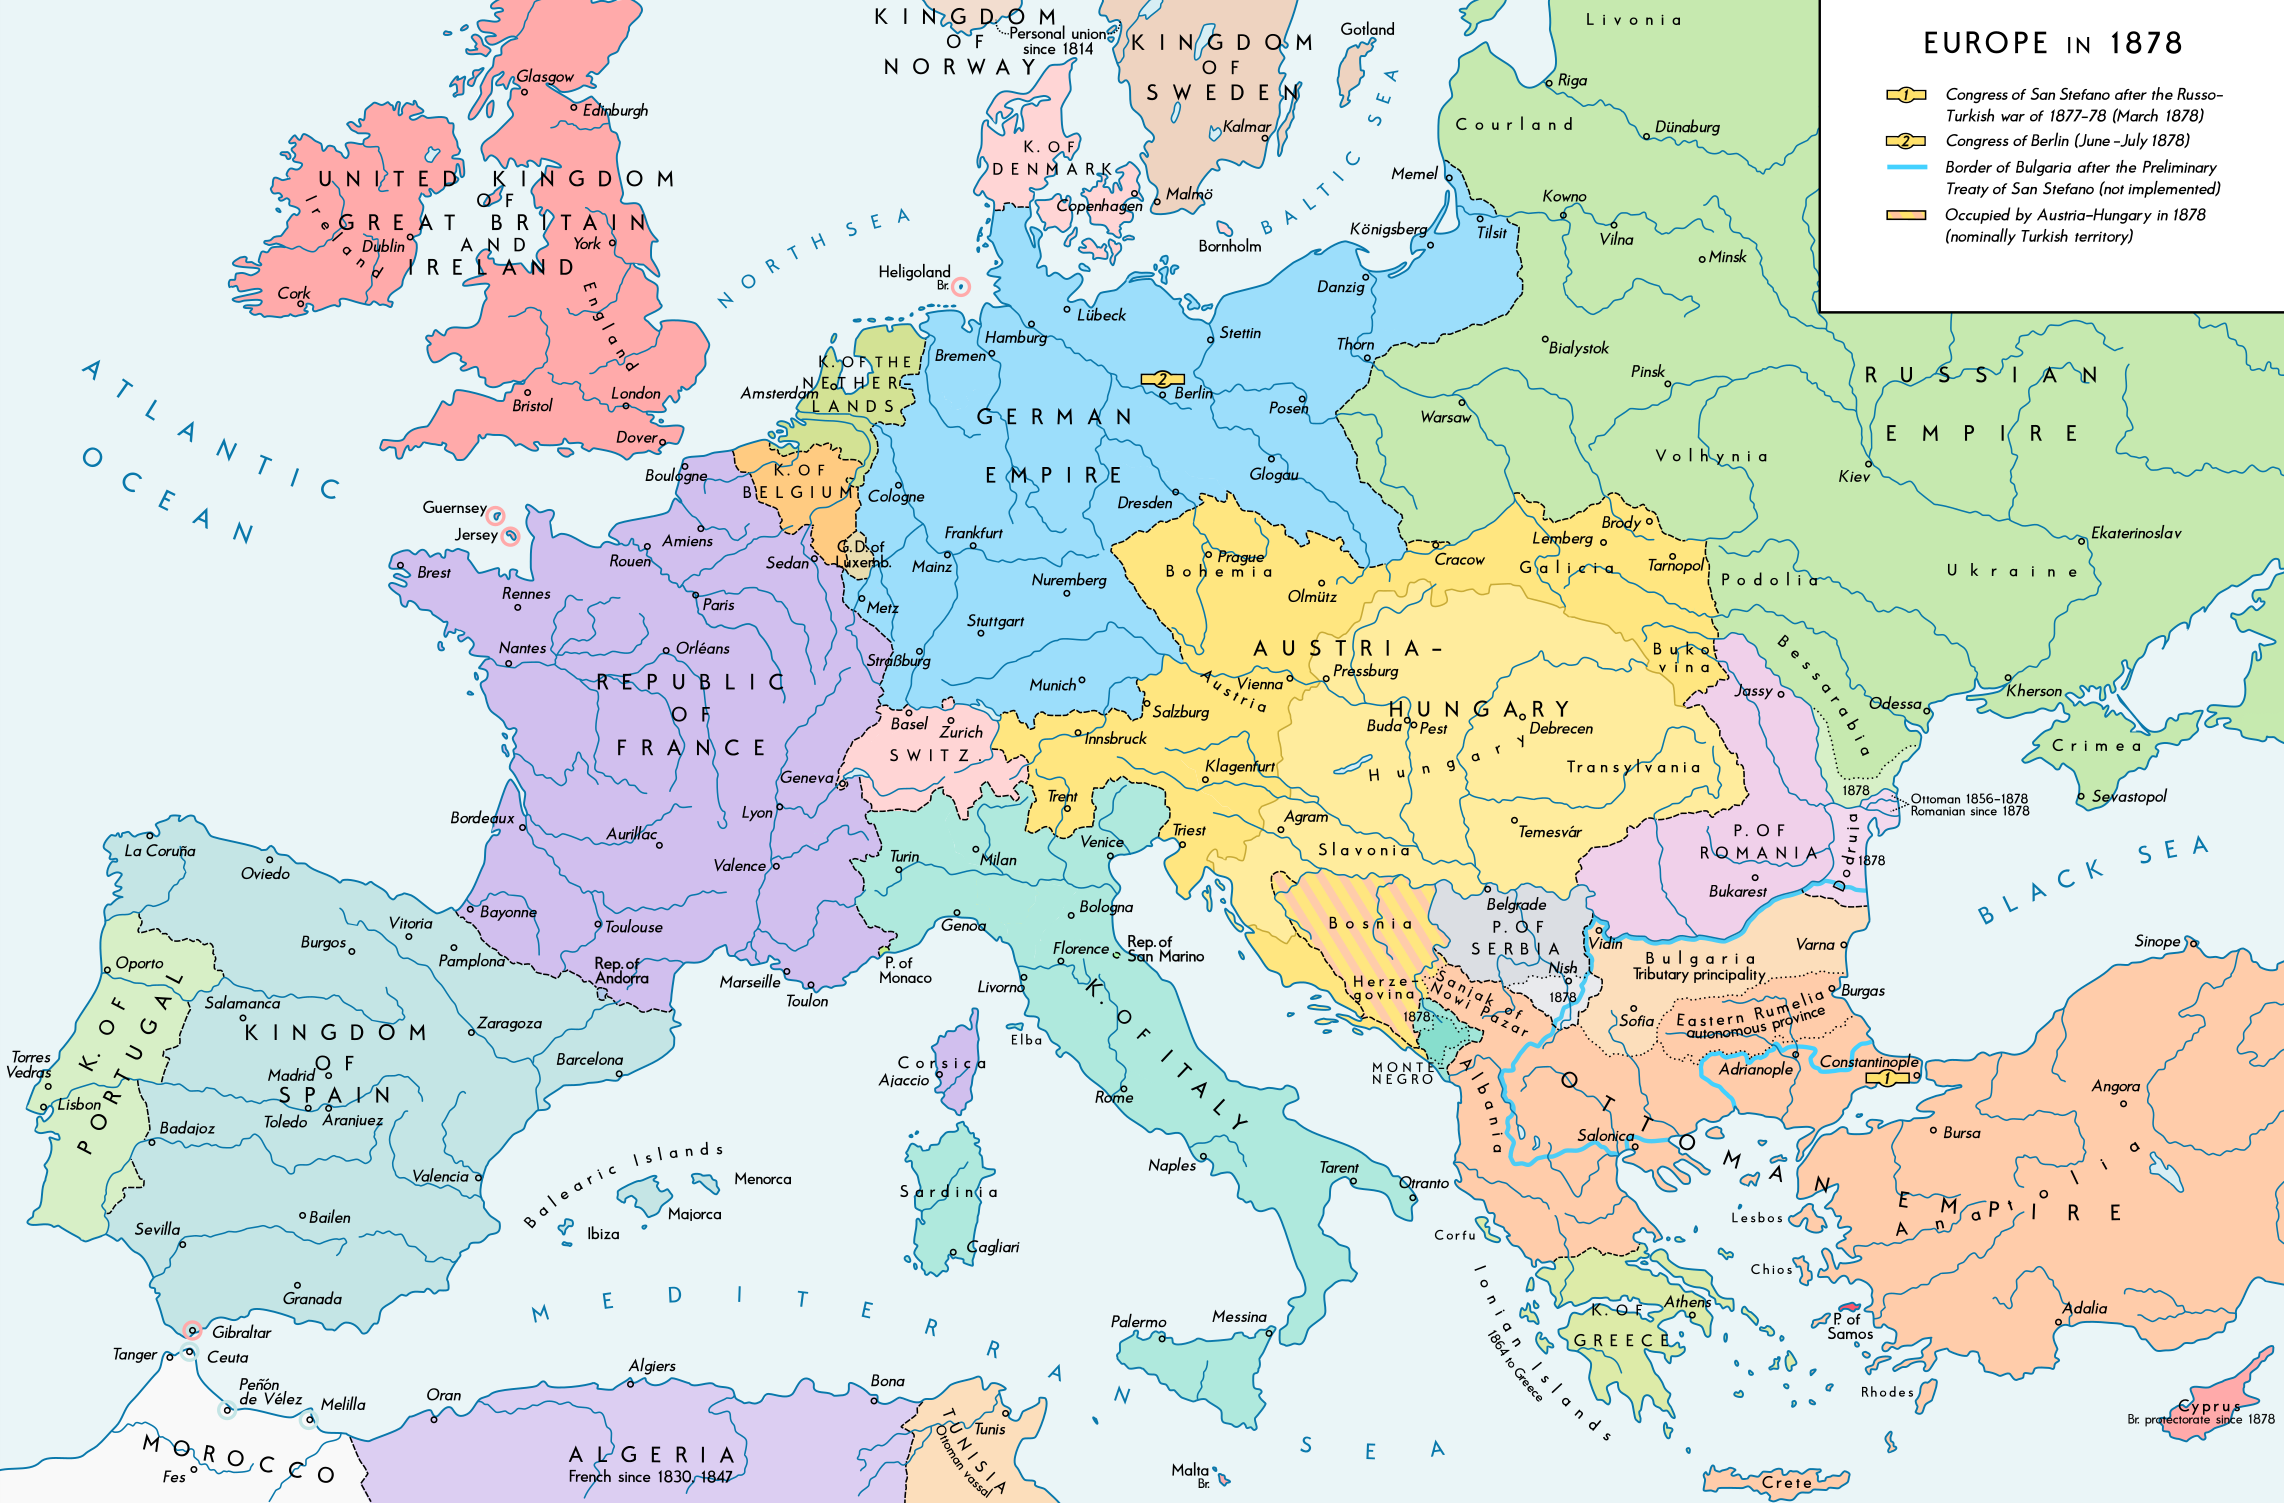 EUROPE IN 1878
1
Congress of San Stefano after the Russo-
Turkish war of 1877–78 (March 1878)
2
Congress of Berlin (June–July 1878)
Border of Bulgaria after the Preliminary
Treaty of San Stefano (not implemented)
Occupied by Austria–Hungary in 1878
(nominally Turkish territory)
KINGDOM
OF
NORWAY
Personal union
since 1814
KINGDOM
OF
SWEDEN
Gotland
Kalmar
Malmö
Livonia
Riga
Courland
Dünaburg
Memel
Kowno
Vilna
Minsk
Tilsit
Königsberg
BALTIC SEA
Bornholm
K. OF
DENMARK
Copenhagen
Glasgow
Edinburgh
UNITED KINGDOM
OF
GREAT BRITAIN
AND
IRELAND
Ireland
Dublin
York
Cork
England
Bristol
London
Dover
NORTH SEA
Heligoland
Br.
ATLANTIC
OCEAN
Guernsey
Jersey
K. OF THE
NETHER-
LANDS
Amsterdam
K. OF
BELGIUM
G.D. of
Luxemb.
GERMAN
EMPIRE
Lübeck
Hamburg
Bremen
Stettin
Danzig
Thorn
2
Berlin
Posen
Glogau
Dresden
Cologne
Frankfurt
Mainz
Nuremberg
Metz
Stuttgart
Straßburg
Munich
RUSSIAN
EMPIRE
Bialystok
Pinsk
Warsaw
Volhynia
Kiev
Ekaterinoslav
Ukraine
Podolia
Bessarabia
Odessa
Kherson
Crimea
Sevastopol
1878
Ottoman 1856–1878
Romanian since 1878
BLACK SEA
REPUBLIC
OF
FRANCE
Boulogne
Amiens
Rouen
Sedan
Brest
Rennes
Paris
Nantes
Orléans
Bordeaux
Aurillac
Lyon
Valence
Bayonne
Toulouse
Marseille
Toulon
Rep. of
Andorra
P. of
Monaco
Corsica
Ajaccio
SWITZ.
Basel
Zurich
Geneva
AUSTRIA–
HUNGARY
Prague
Bohemia
Olmütz
Cracow
Galicia
Lemberg
Brody
Tarnopol
Buko
vina
Austria
Vienna
Pressburg
Salzburg
Innsbruck
Klagenfurt
Trent
Triest
Buda
Pest
Debrecen
Hungary
Transylvania
Temesvár
Agram
Slavonia
Bosnia
Herze-
govina
P. OF
ROMANIA
Jassy
Bukarest
Dodruja
1878
P. OF
SERBIA
Belgrade
Nish
1878
Sanjak of
Novi Pazar
1878
MONTE-
NEGRO
Vidin
Bulgaria
Tributary principality
Varna
Sofia
Eastern Rumelia
autonomous province
Burgas
Adrianople
Constantinople
1
OTTOMAN
EMPIRE
Albania
Salonica
Sinope
Angora
Bursa
Anatolia
Adalia
Lesbos
Chios
P of
Samos
Rhodes
Crete
Cyprus
Br. protectorate since 1878
K. OF
GREECE
Athens
Corfu
Ionian Islands
1864 to Greece
K. OF ITALY
Turin
Milan
Venice
Genoa
Bologna
Florence
Rep. of
San Marino
Livorno
Elba
Rome
Naples
Tarent
Otranto
Sardinia
Cagliari
Palermo
Messina
Malta
Br.
KINGDOM
OF
SPAIN
La Coruña
Oviedo
Vitoria
Burgos
Pamplona
Salamanca
Zaragoza
Barcelona
Madrid
Toledo
Aranjuez
Badajoz
Valencia
Bailen
Sevilla
Granada
Gibraltar
Ceuta
Balearic Islands
Menorca
Majorca
Ibiza
K. OF
PORTUGAL
Oporto
Torres
Vedras
Lisbon
MEDITERRANEAN
SEA
Tanger
Peñón
de Vélez
Melilla
MOROCCO
Fes
Oran
Algiers
Bona
ALGERIA
French since 1830, 1847
TUNISIA
Ottoman vassal
Tunis